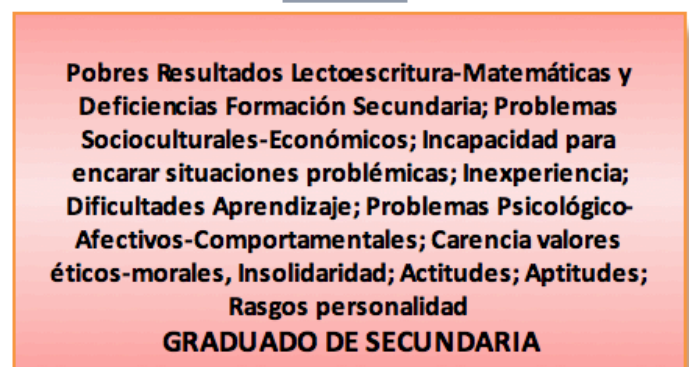 Pobres Resultados Lectoescritura-Matemáticas y
Deficiencias Formación Secundaria; Problemas
Socioculturales-Económicos; Incapacidad para
encarar situaciones problémicas; Inexperiencia;
Dificultades Aprendizaje; Problemas Psicológico-
Afectivos-Comportamentales; Carencia valores
éticos-morales, Insolidaridad; Actitudes; Aptitudes;
Rasgos personalidad
GRADUADO DE SECUNDARIA